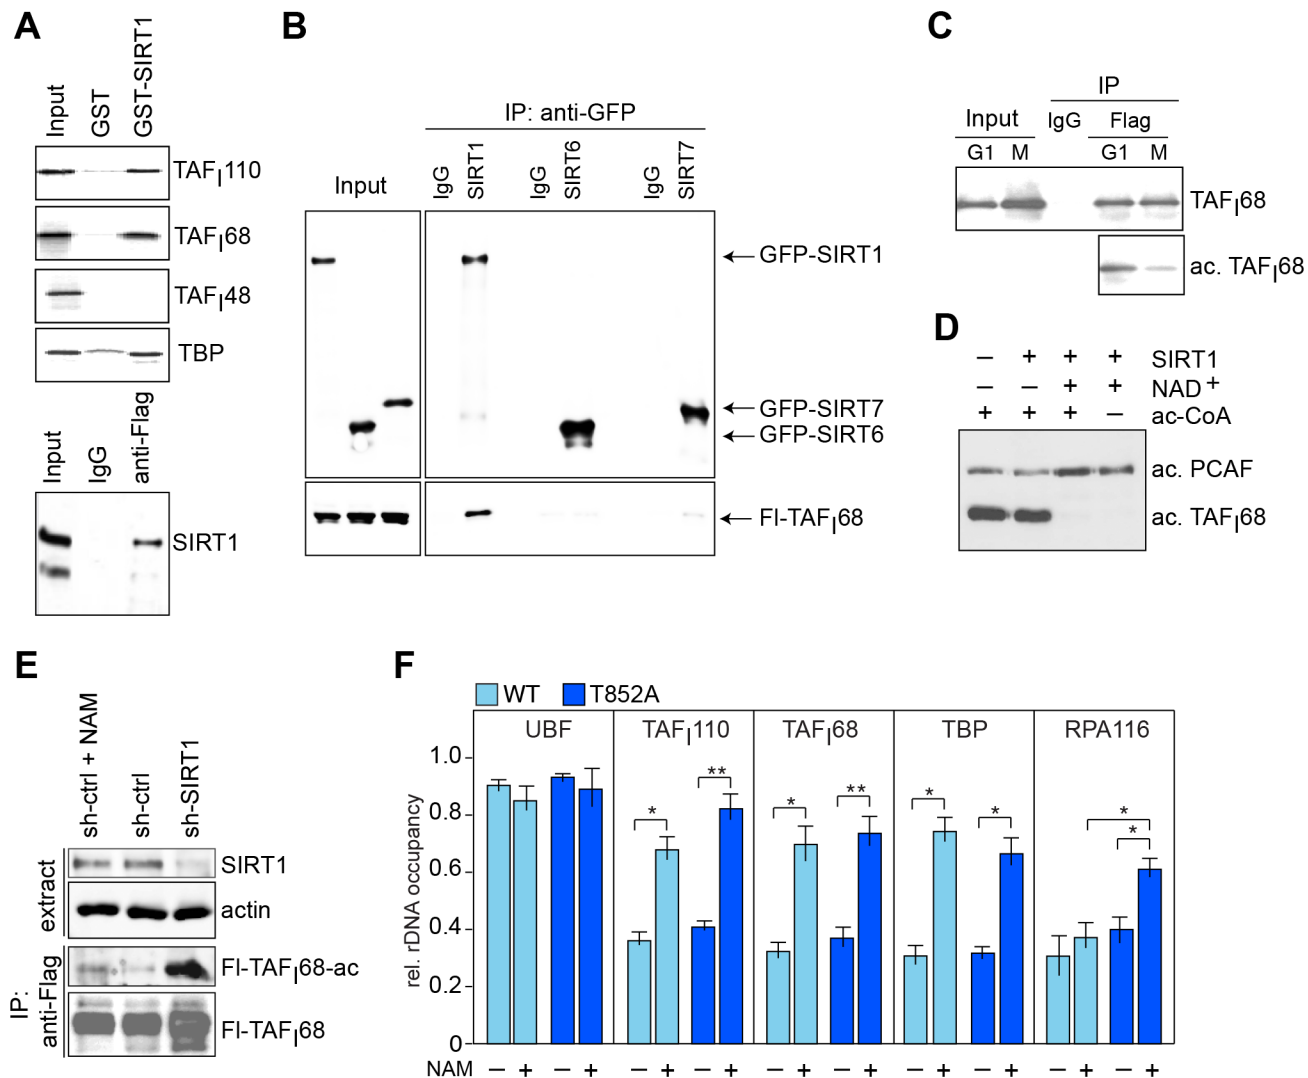 A
Input
GST
GST-SIRT1
TAFI110
TAFI68
TAFI48
TBP
Input
IgG
anti-Flag
SIRT1
B
IP: anti-GFP
Input
IgG
SIRT1
IgG
SIRT6
IgG
SIRT7
GFP-SIRT1
GFP-SIRT7
GFP-SIRT6
Fl-TAFI68
C
IP
Input IgG Flag
G1 M G1 M
TAFI68
ac. TAFI68
D
– + + + SIRT1
– – + + NAD+
+ + + – ac-CoA
ac. PCAF
ac. TAFI68
E
sh-ctrl + NAM
sh-ctrl
sh-SIRT1
extract
SIRT1
actin
IP:
anti-Flag
Fl-TAFI68-ac
Fl-TAFI68
F
WT T852A
UBF TAFI110 TAFI68 TBP RPA116
rel. rDNA occupancy
1.0
0.8
0.6
0.4
0.2
0
* ** * ** * * * *
NAM – + – + – + – + – + – + – + – + – + – +